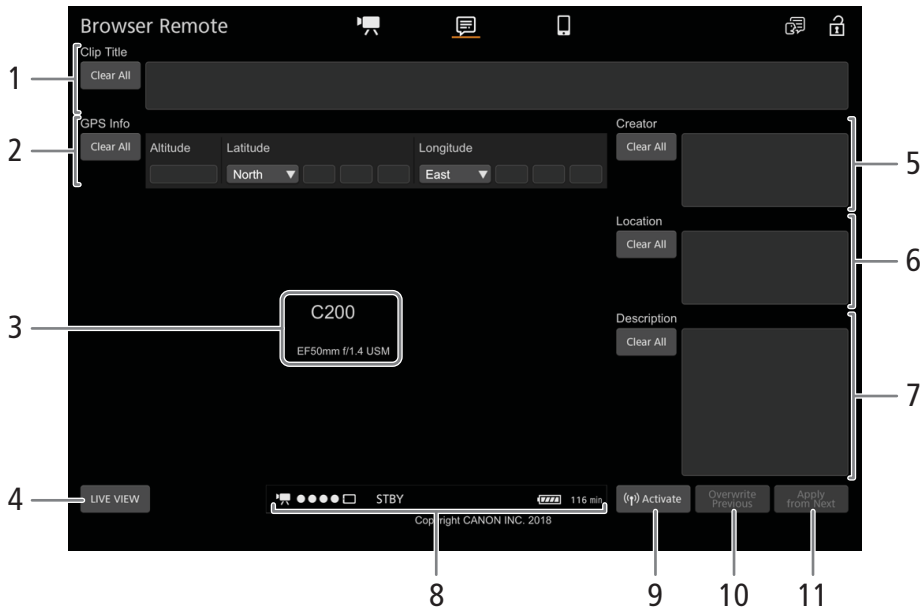 Browser Remote
Clip Title
1
Clear All
GPS Info
2
Clear All
Altitude
Latitude
Longitude
North
East
Creator
Clear All
5
Location
Clear All
6
3
C200
EF50mm f/1.4 USM
Description
Clear All
7
4
LIVE VIEW
STBY
116 min
Activate
Overwrite
Previous
Apply
from Next
Copyright CANON INC. 2018
8
9
10
11